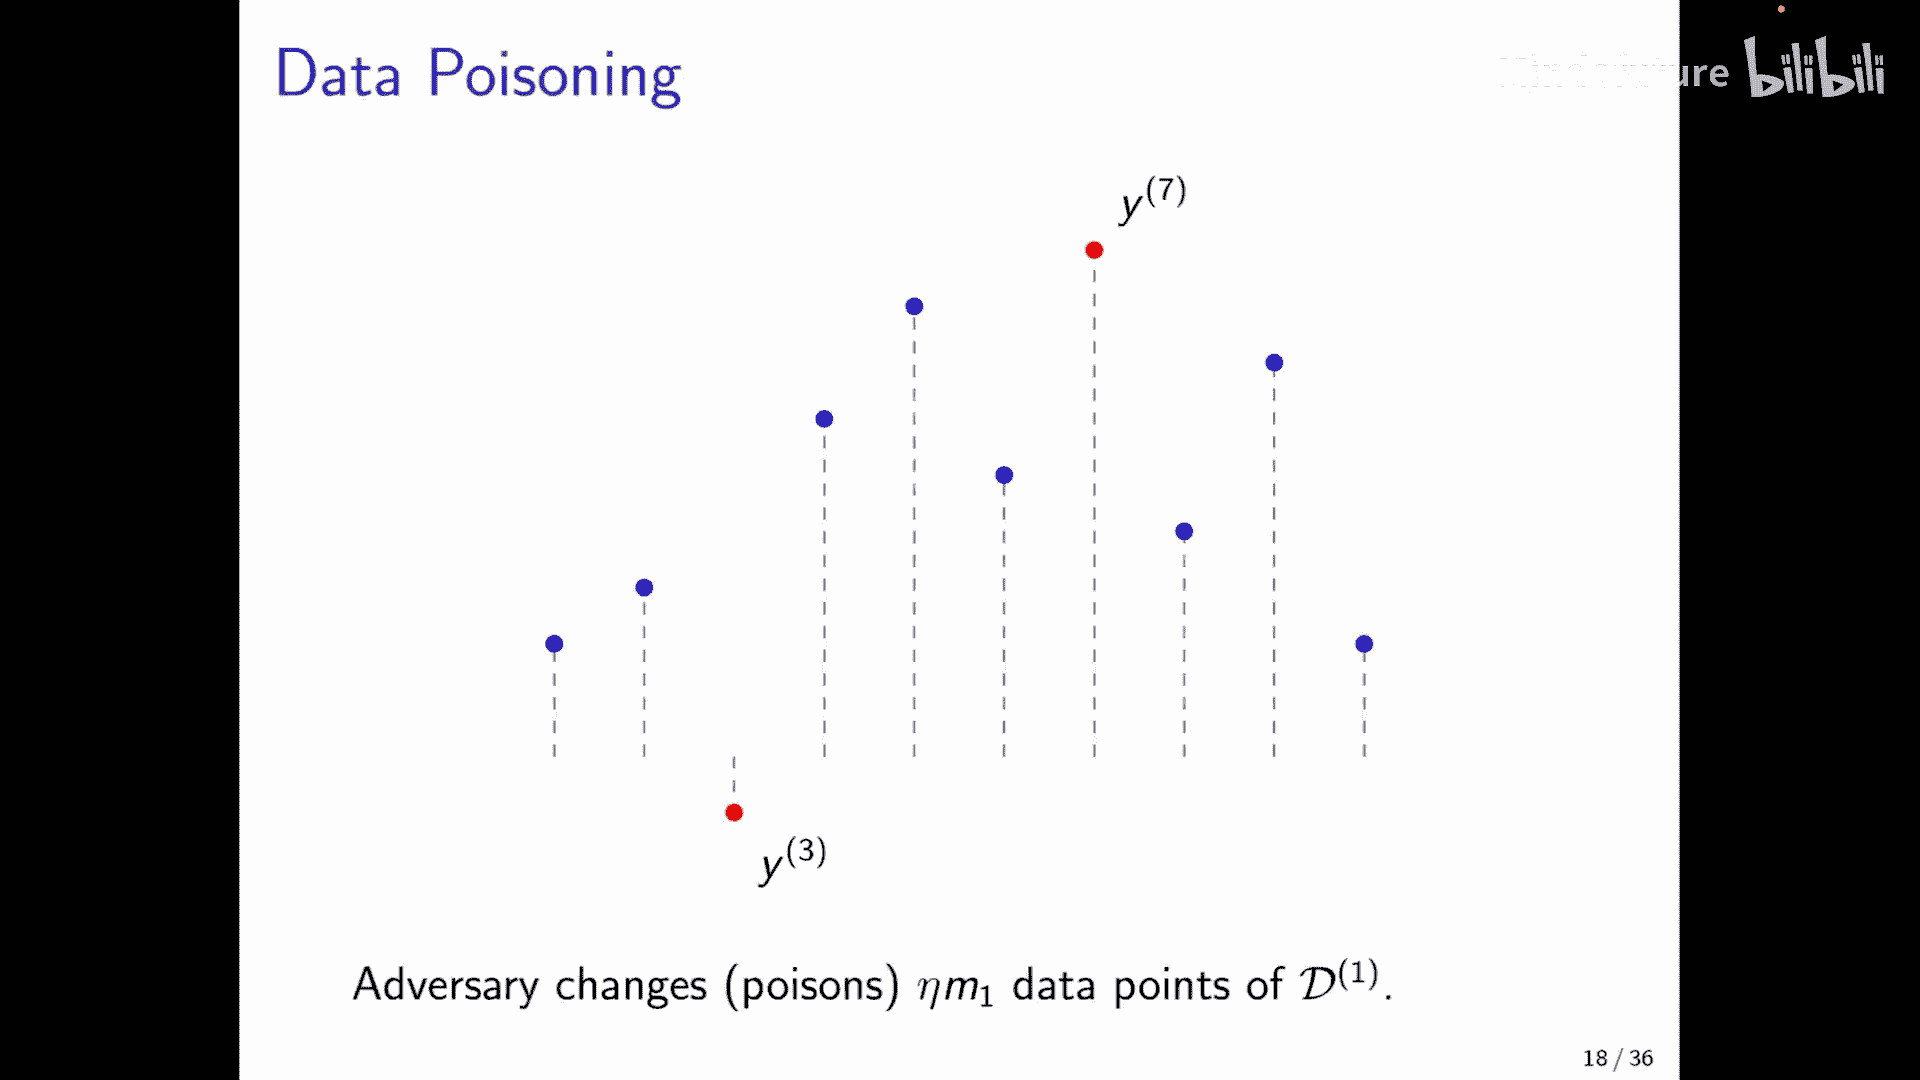 Data Poisoning
bilibili
y^(7)
y^(3)
Adversary changes (poisons) ηm₁ data points of 𝒟^(1).
18 / 36